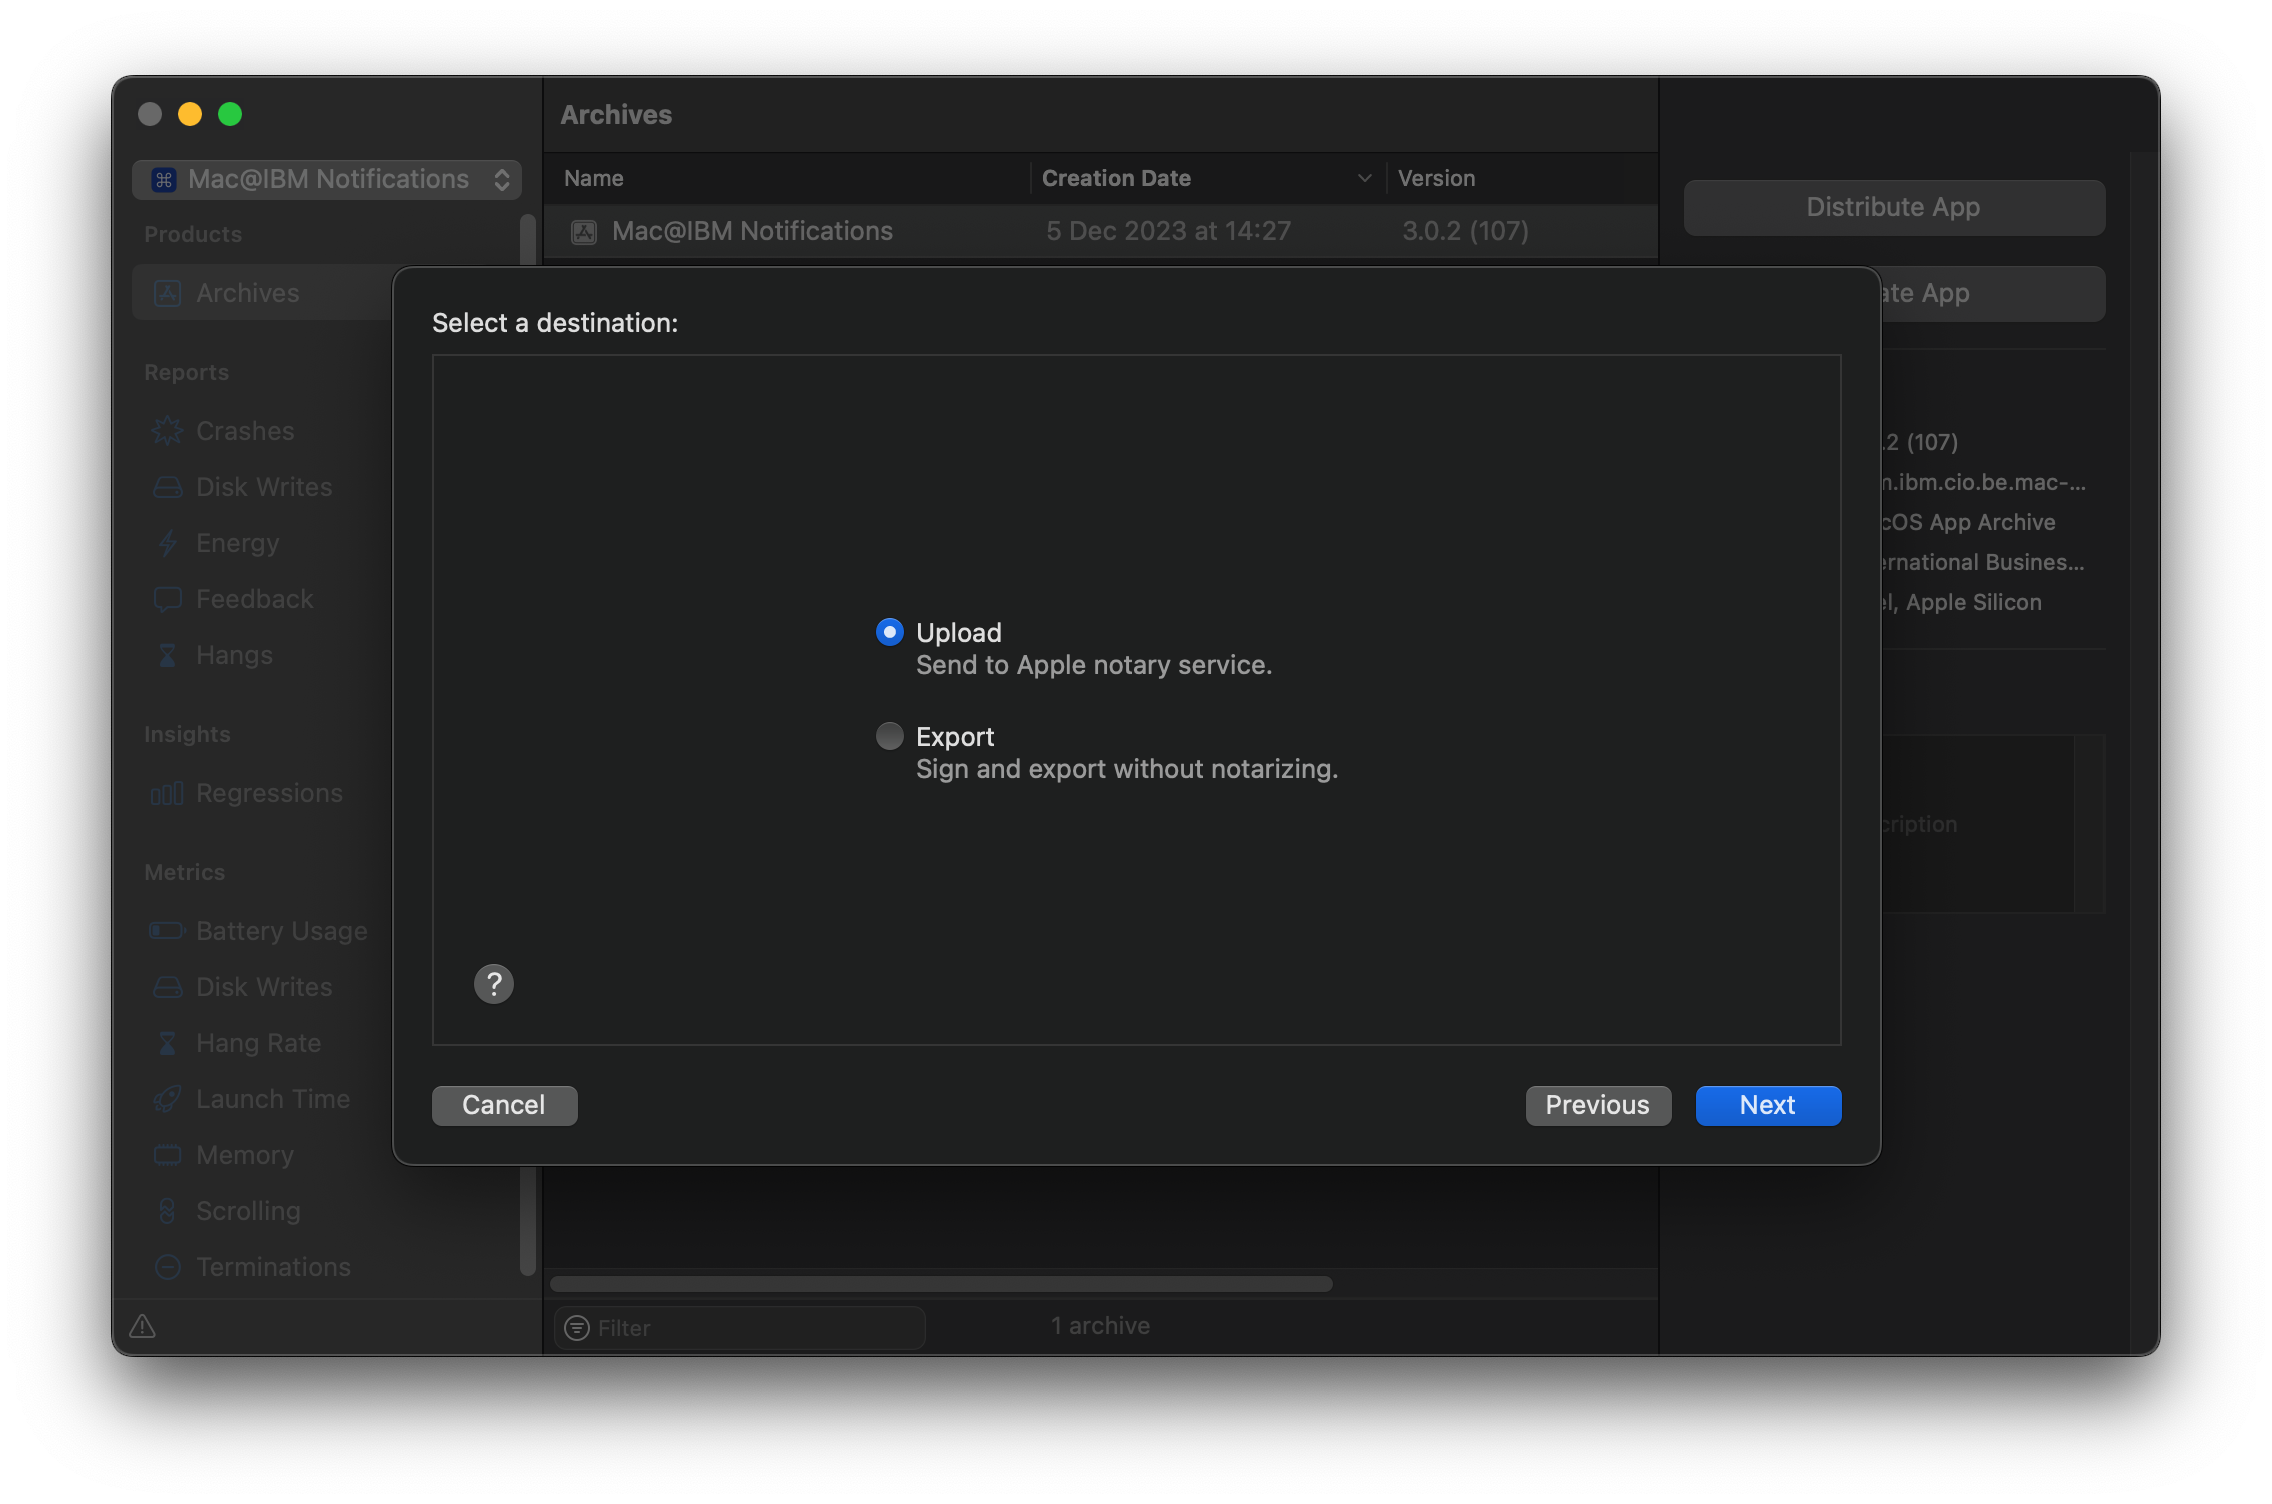 Archives
Mac@IBM Notifications
Name
Creation Date
Version
Mac@IBM Notifications
5 Dec 2023 at 14:27
3.0.2 (107)
Distribute App
Products
Archives
Reports
Crashes
Disk Writes
Energy
Feedback
Hangs
Insights
Regressions
Metrics
Battery Usage
Disk Writes
Hang Rate
Launch Time
Memory
Scrolling
Terminations
Select a destination:
Upload
Send to Apple notary service.
Export
Sign and export without notarizing.
?
Cancel
Previous
Next
App
.2 (107)
.ibm.cio.be.mac-...
cOS App Archive
ernational Busines...
Apple Silicon
cription
Filter
1 archive